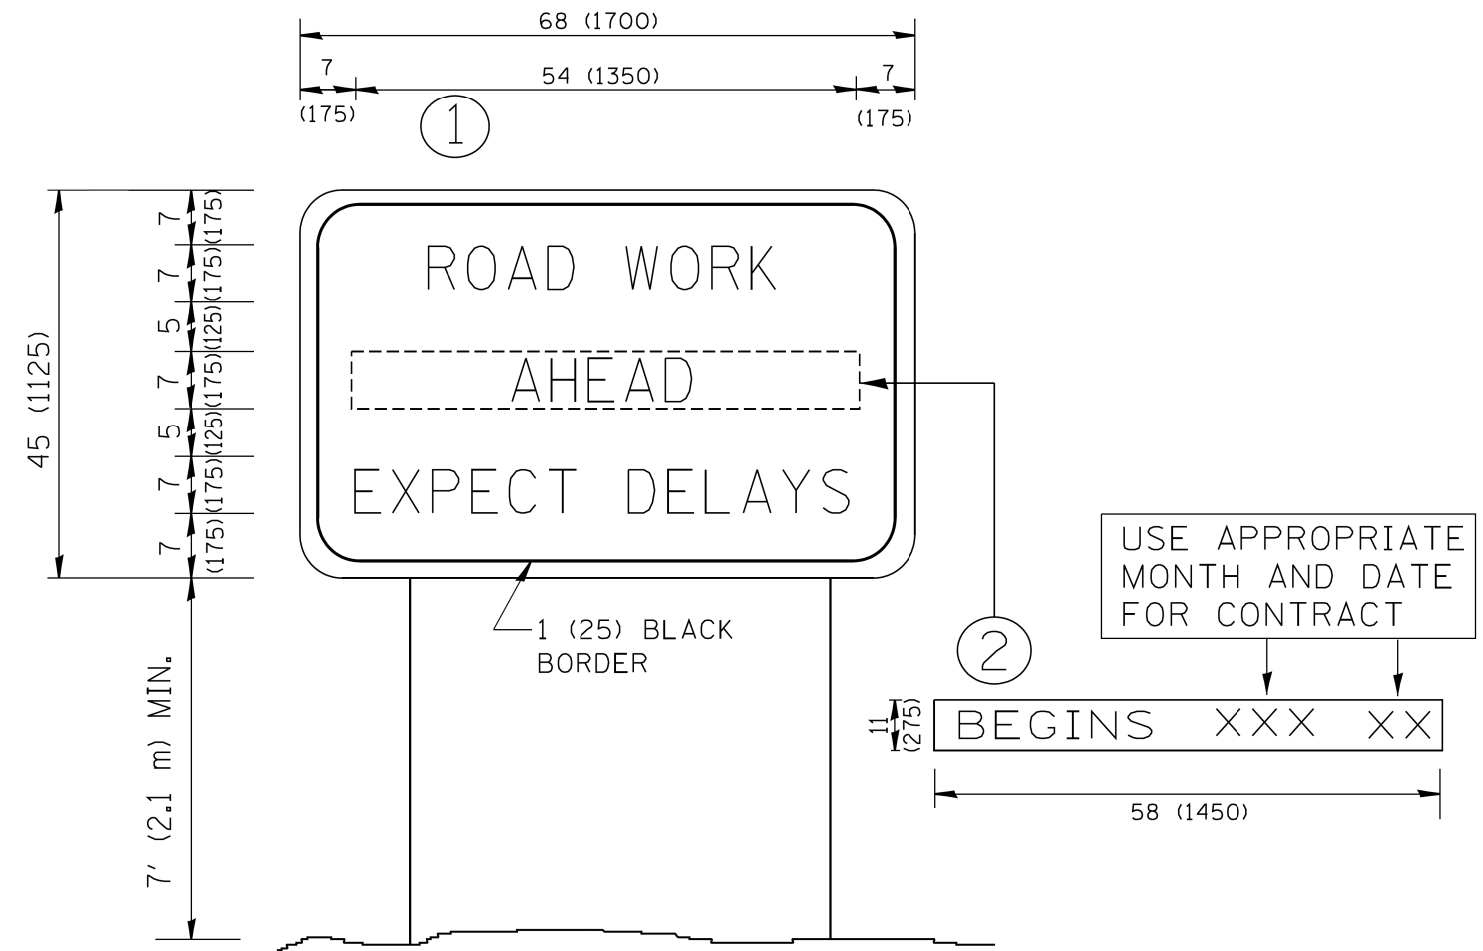 68 (1700)
7
54 (1350)
7
(175)
(175)
1
7
(175)
7
(175)
5
(125)
7
(175)
5
(125)
7
(175)
7
(175)
45 (1125)
ROAD WORK
AHEAD
EXPECT DELAYS
1 (25) BLACK
BORDER
7' (2.1 m) MIN.
2
USE APPROPRIATE
MONTH AND DATE
FOR CONTRACT
11
(275)
BEGINS XXX XX
58 (1450)